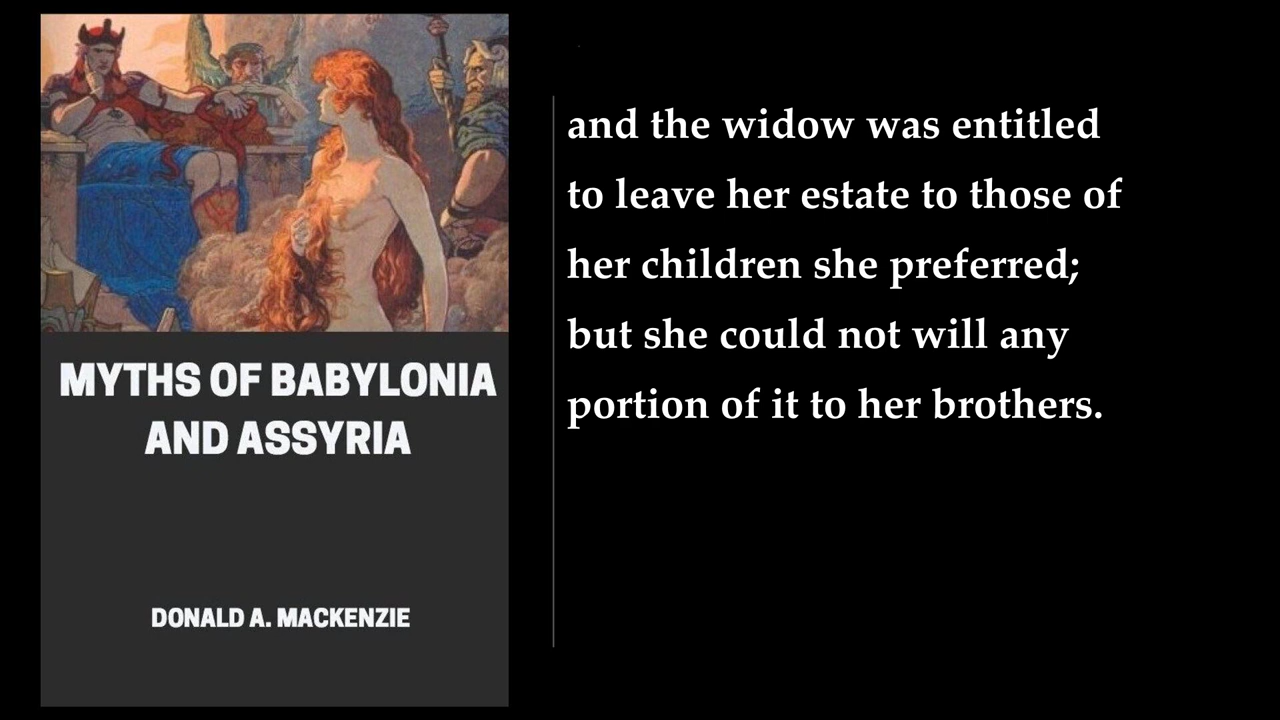 MYTHS OF BABYLONIA
AND ASSYRIA
DONALD A. MACKENZIE
and the widow was entitled
to leave her estate to those of
her children she preferred;
but she could not will any
portion of it to her brothers.